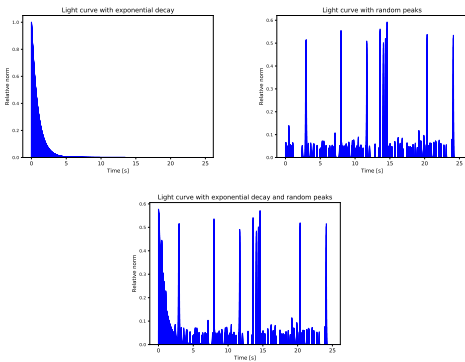 Light curve with exponential decay
Relative norm
1.0
0.8
0.6
0.4
0.2
0.0
0 5 10 15 20 25
Time [s]
Light curve with random peaks
Relative norm
0.6
0.5
0.4
0.3
0.2
0.1
0.0
0 5 10 15 20 25
Time [s]
Light curve with exponential decay and random peaks
Relative norm
0.6
0.5
0.4
0.3
0.2
0.1
0.0
0 5 10 15 20 25
Time [s]